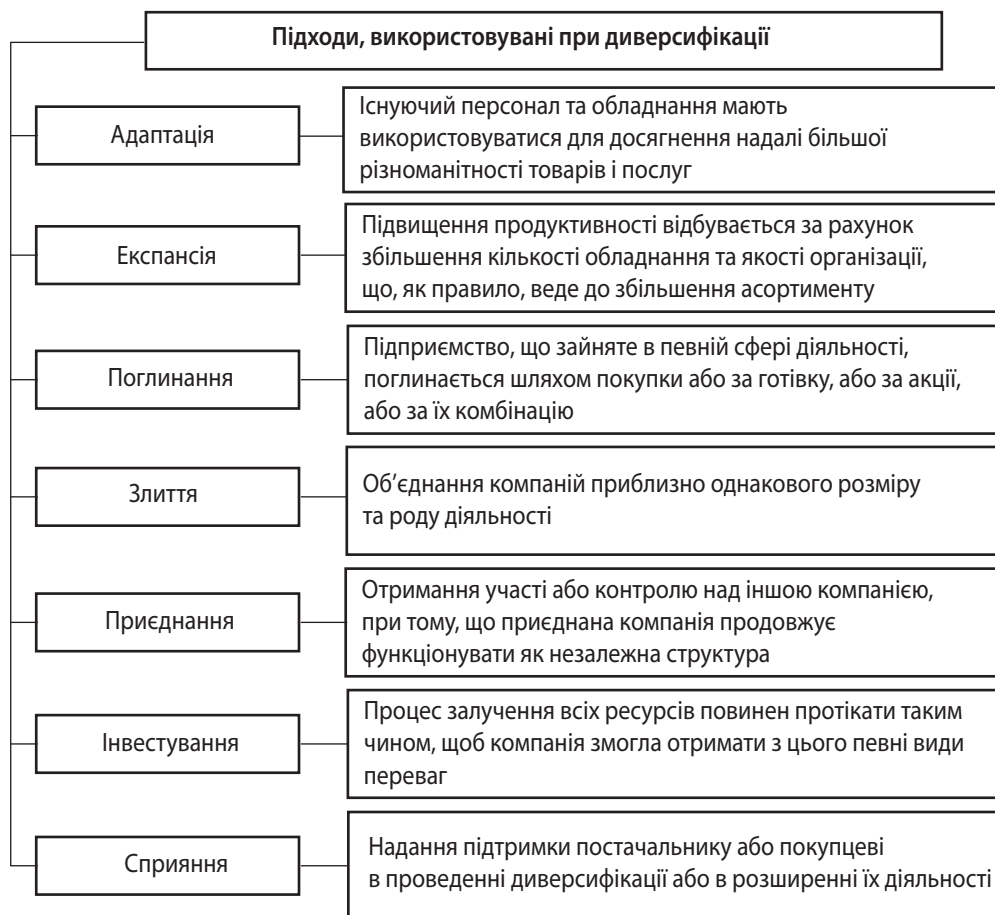 Підходи, використовувані при диверсифікації
Адаптація
Існуючий персонал та обладнання мають
використовуватися для досягнення надалі більшої
різноманітності товарів і послуг
Експансія
Підвищення продуктивності відбувається за рахунок
збільшення кількості обладнання та якості організації,
що, як правило, веде до збільшення асортименту
Поглинання
Підприємство, що зайняте в певній сфері діяльності,
поглинається шляхом покупки або за готівку, або за акції,
або за їх комбінацію
Злиття
Об’єднання компаній приблизно однакового розміру
та роду діяльності
Приєднання
Отримання участі або контролю над іншою компанією,
при тому, що приєднана компанія продовжує
функціонувати як незалежна структура
Інвестування
Процес залучення всіх ресурсів повинен протікати таким
чином, щоб компанія змогла отримати з цього певні види
переваг
Сприяння
Надання підтримки постачальнику або покупцеві
в проведенні диверсифікації або в розширенні їх діяльності